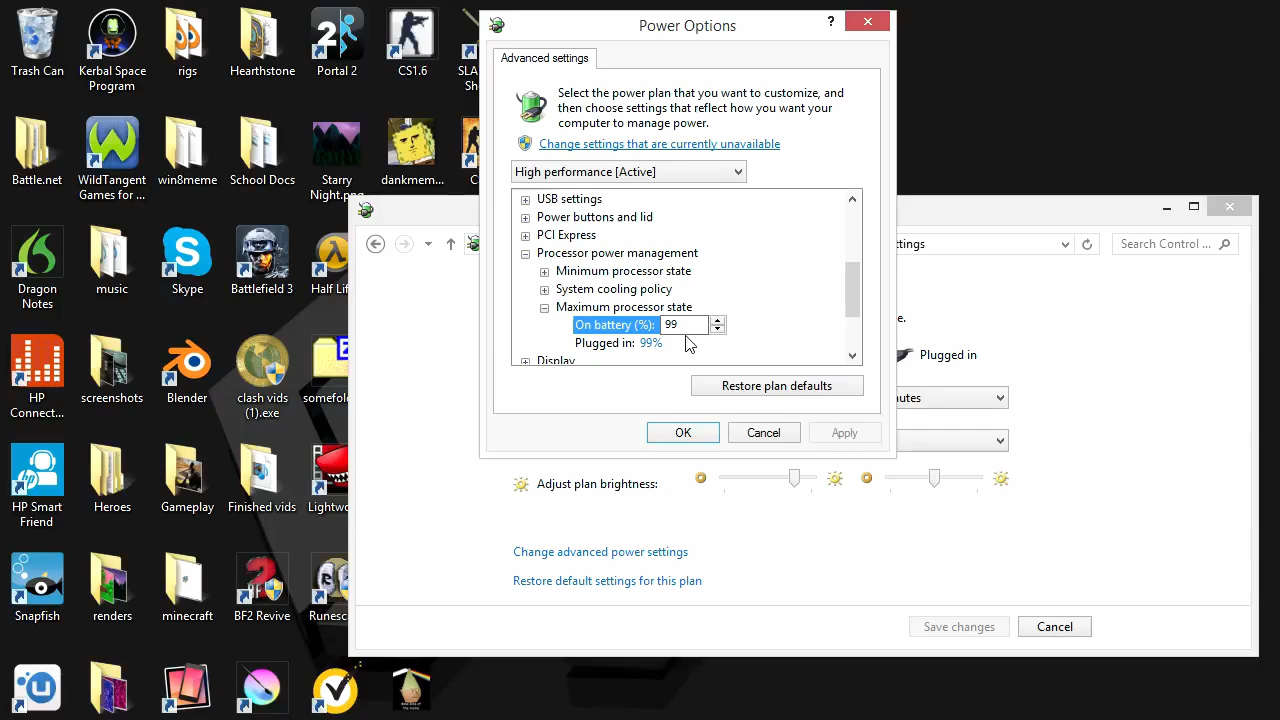 Trash Can
Kerbal Space
Program
rigs
Hearthstone
2
Portal 2
CS1.6
Battle.net
WildTangent
Games for ...
win8meme
School Docs
Starry
Night.png
dankmem...
Dragon
Notes
music
Skype
Battlefield 3
Half Li
HP
Connect...
screenshots
Blender
clash vids
(1).exe
somefol
HP Smart
Friend
Heroes
Gameplay
Finished vids
Lightwo
Snapfish
renders
minecraft
BF2 Revive
Runesc
Power Options
?
Advanced settings
Select the power plan that you want to customize, and
then choose settings that reflect how you want your
computer to manage power.
Change settings that are currently unavailable
High performance [Active]
USB settings
Power buttons and lid
PCI Express
Processor power management
Minimum processor state
System cooling policy
Maximum processor state
On battery (%): 99
Plugged in: 99%
Display
Restore plan defaults
OK
Cancel
Apply
ttings
Search Control ...
e.
Plugged in
utes
Adjust plan brightness:
Change advanced power settings
Restore default settings for this plan
Save changes
Cancel